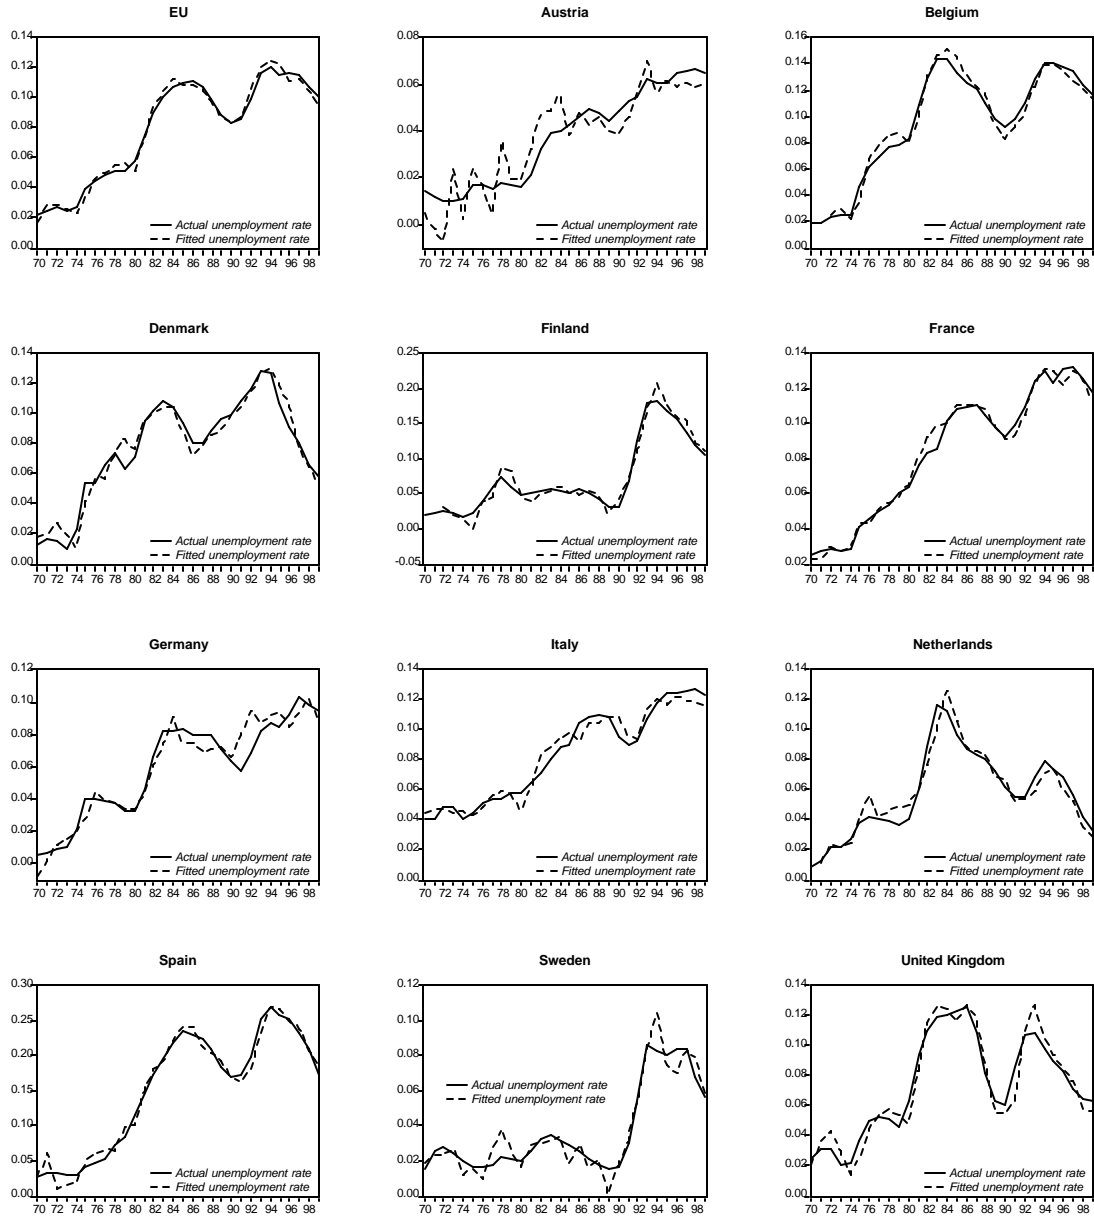 EU
0.14
0.12
0.10
0.08
0.06
0.04
0.02
0.00
Actual unemployment rate
Fitted unemployment rate
70 72 74 76 78 80 82 84 86 88 90 92 94 96 98
Austria
0.08
0.06
0.04
0.02
0.00
Actual unemployment rate
Fitted unemployment rate
70 72 74 76 78 80 82 84 86 88 90 92 94 96 98
Belgium
0.16
0.14
0.12
0.10
0.08
0.06
0.04
0.02
0.00
Actual unemployment rate
Fitted unemployment rate
70 72 74 76 78 80 82 84 86 88 90 92 94 96 98
Denmark
0.14
0.12
0.10
0.08
0.06
0.04
0.02
0.00
Actual unemployment rate
Fitted unemployment rate
70 72 74 76 78 80 82 84 86 88 90 92 94 96 98
Finland
0.25
0.20
0.15
0.10
0.05
0.00
-0.05
Actual unemployment rate
Fitted unemployment rate
70 72 74 76 78 80 82 84 86 88 90 92 94 96 98
France
0.14
0.12
0.10
0.08
0.06
0.04
0.02
Actual unemployment rate
Fitted unemployment rate
70 72 74 76 78 80 82 84 86 88 90 92 94 96 98
Germany
0.12
0.10
0.08
0.06
0.04
0.02
0.00
Actual unemployment rate
Fitted unemployment rate
70 72 74 76 78 80 82 84 86 88 90 92 94 96 98
Italy
0.14
0.12
0.10
0.08
0.06
0.04
0.02
0.00
Actual unemployment rate
Fitted unemployment rate
70 72 74 76 78 80 82 84 86 88 90 92 94 96 98
Netherlands
0.14
0.12
0.10
0.08
0.06
0.04
0.02
0.00
Actual unemployment rate
Fitted unemployment rate
70 72 74 76 78 80 82 84 86 88 90 92 94 96 98
Spain
0.30
0.25
0.20
0.15
0.10
0.05
0.00
Actual unemployment rate
Fitted unemployment rate
70 72 74 76 78 80 82 84 86 88 90 92 94 96 98
Sweden
0.12
0.10
0.08
0.06
0.04
0.02
0.00
Actual unemployment rate
Fitted unemployment rate
70 72 74 76 78 80 82 84 86 88 90 92 94 96 98
United Kingdom
0.14
0.12
0.10
0.08
0.06
0.04
0.02
0.00
Actual unemployment rate
Fitted unemployment rate
70 72 74 76 78 80 82 84 86 88 90 92 94 96 98